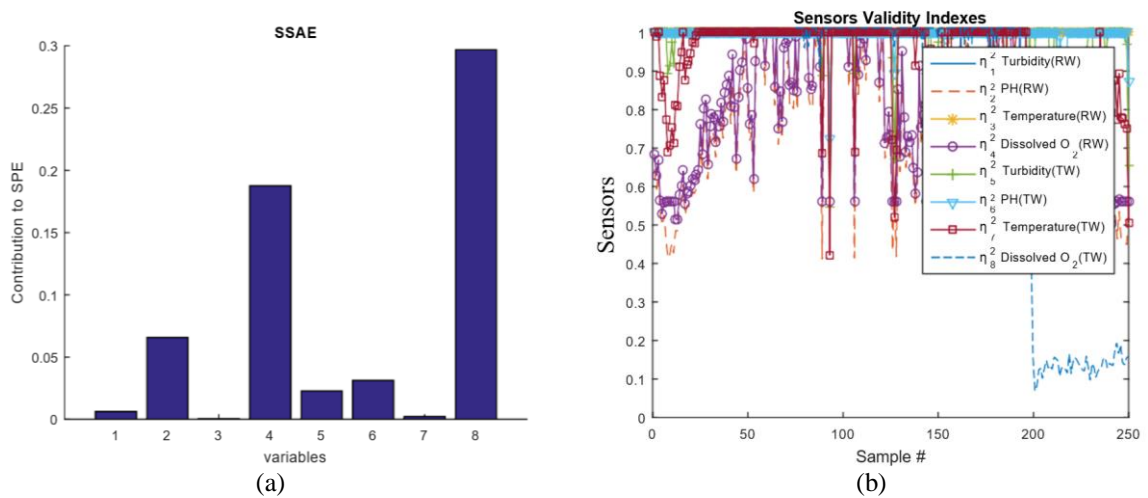 SSAE
0.3
0.25
0.2
0.15
0.1
0.05
0
Contribution to SPE
1 2 3 4 5 6 7 8
variables
(a)
Sensors Validity Indexes
1
0.9
0.8
0.7
0.6
0.5
0.4
0.3
0.2
0.1
0
Sensors
η₁² Turbidity(RW)
η₂² PH(RW)
η₃² Temperature(RW)
η₄² Dissolved O₂(RW)
η₅² Turbidity(TW)
η₆² PH(TW)
η₇² Temperature(TW)
η₈² Dissolved O₂(TW)
0 50 100 150 200 250
Sample #
(b)